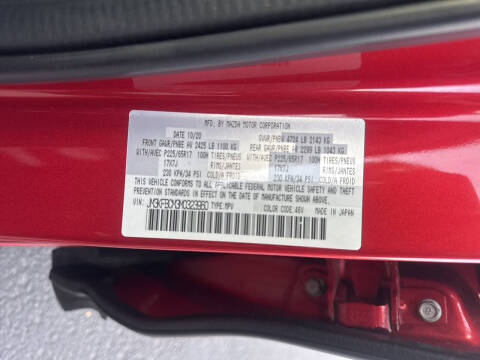 MFD. BY MAZDA MOTOR CORPORATION
DATE 10/20 GVWR/PNBV 4724 LB 2143 KG
FRONT GAWR/PNBE AV 2425 LB 1100 KG REAR GAWR/PNBE 2299 LB 1043 KG
WITH/AVEC P225/65R17 100H TIRES/PNEUS WITH/AVEC P225/65R17 100H TIRES/PNEUS
17X7J RIMS/JANTES 17X7J RIMS/JANTES
230 KPA/34 PSI COLD/A FROID 230 KPA/34 PSI COLD/A FROID
THIS VEHICLE CONFORMS TO ALL APPLICABLE FEDERAL MOTOR VEHICLE SAFETY AND THEFT
PREVENTION STANDARDS IN EFFECT ON THE DATE OF MANUFACTURE SHOWN ABOVE.
VIN: TYPE:MPV COLOR:46V MADE IN JAPAN